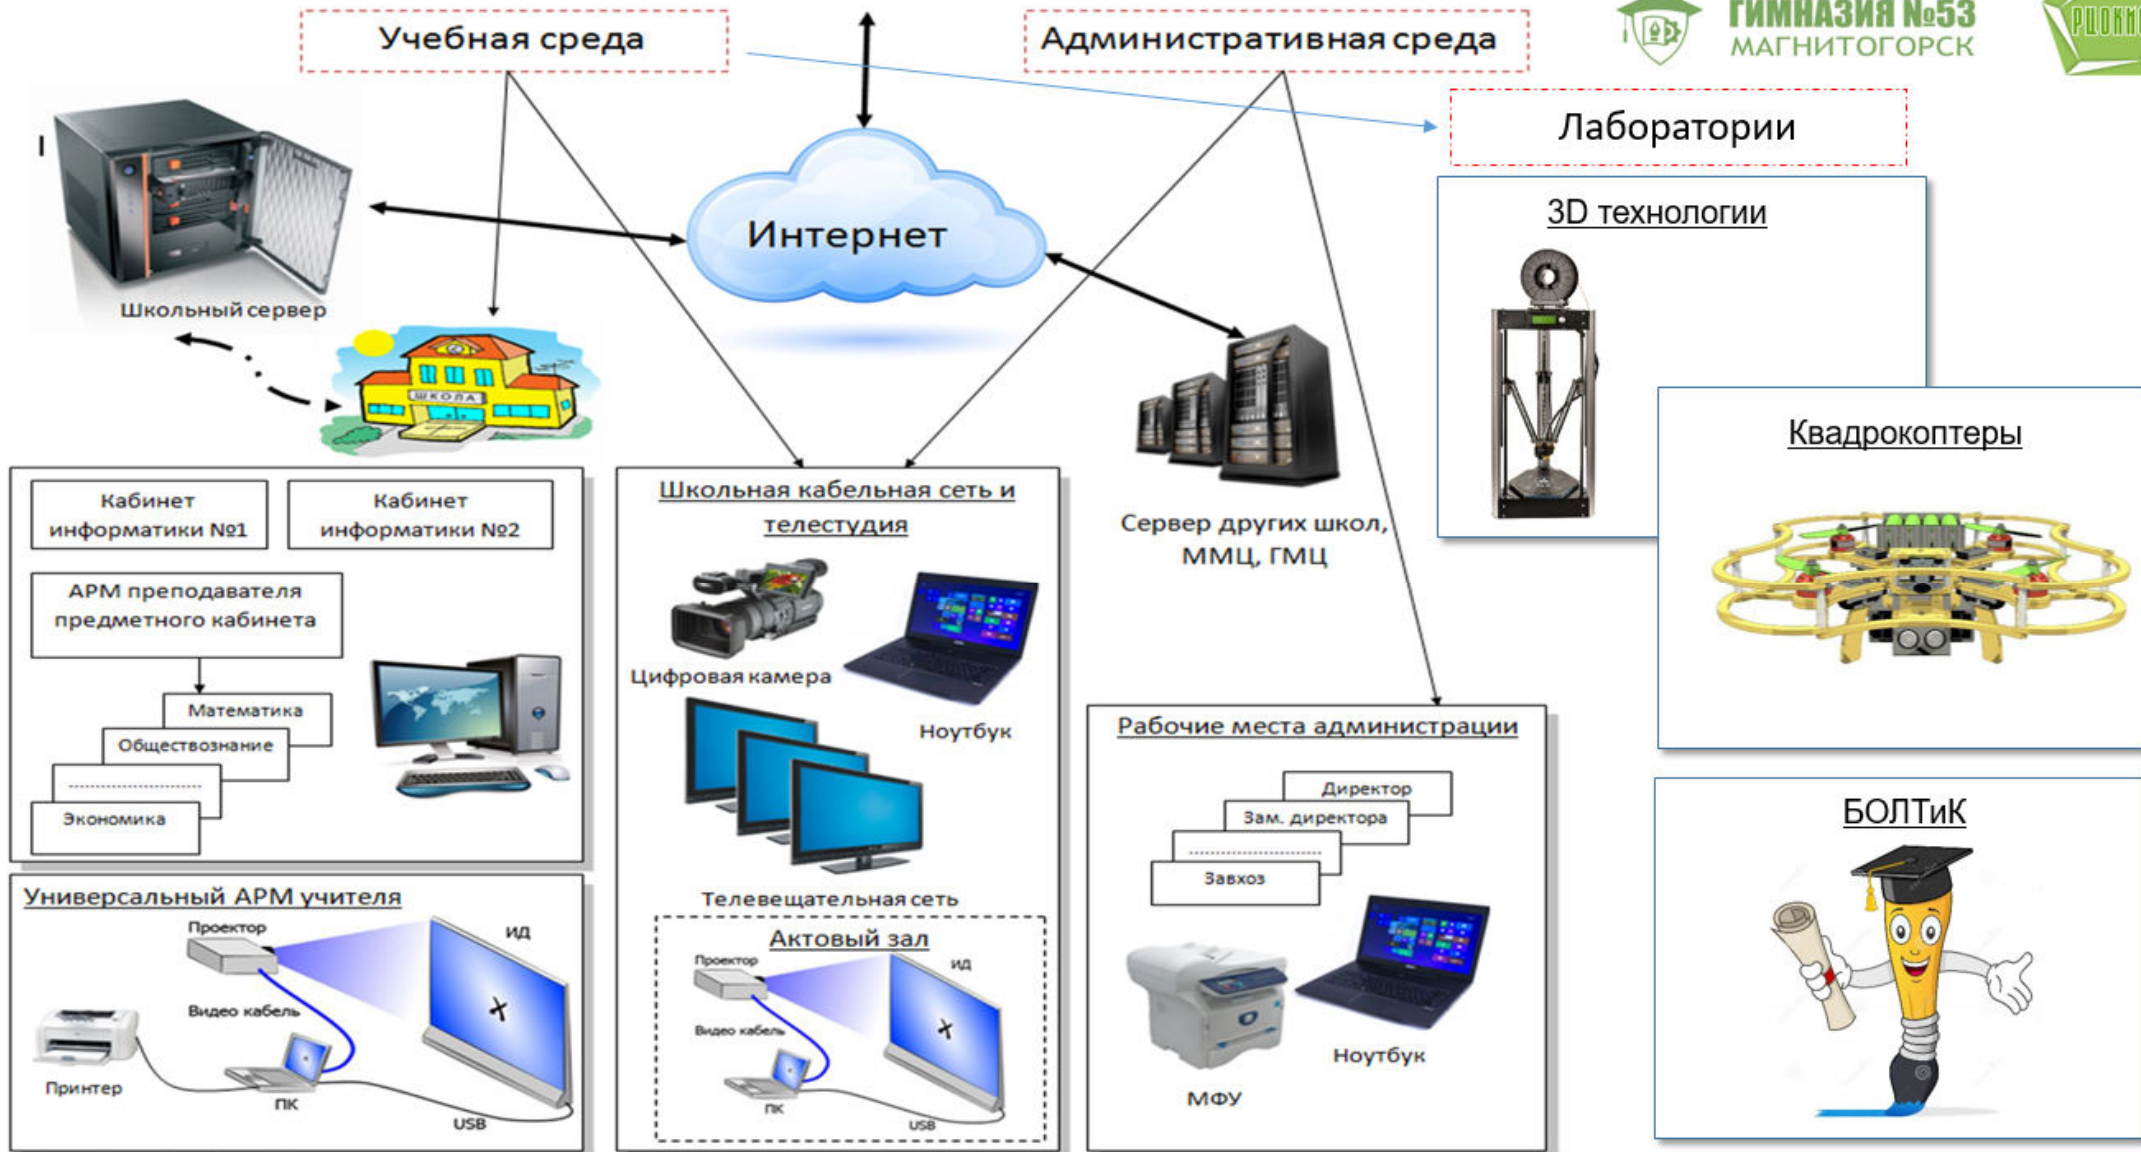 Учебная среда
Административная среда
ГИМНАЗИЯ №53
МАГНИТОГОРСК
Лаборатории
Интернет
Школьный сервер
ШКОЛА
3D технологии
Квадрокоптеры
БОЛТиК
Сервер других школ,
ММЦ, ГМЦ
Кабинет
информатики №1
Кабинет
информатики №2
АРМ преподавателя
предметного кабинета
Математика
Обществознание
........................
Экономика
Универсальный АРМ учителя
Проектор
ИД
Видео кабель
Принтер
ПК
USB
Школьная кабельная сеть и
телестудия
Цифровая камера
Ноутбук
Телевещательная сеть
Актовый зал
Проектор
ИД
Видео кабель
ПК
USB
Рабочие места администрации
Директор
Зам. директора
........................
Завхоз
Ноутбук
МФУ